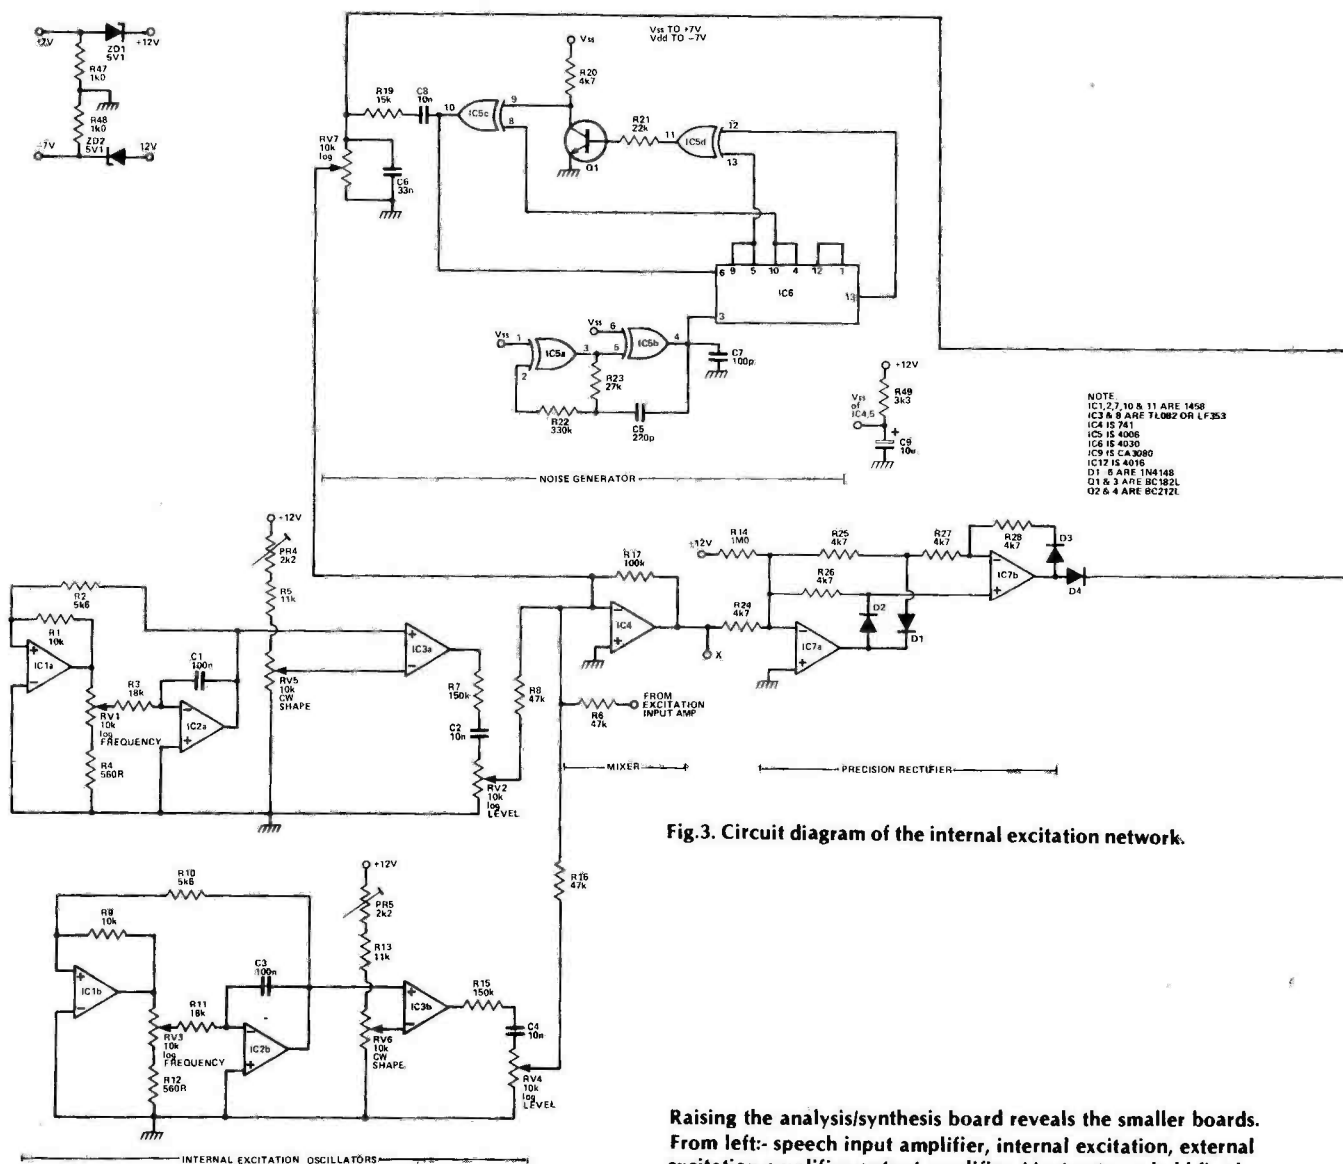 +7V
ZD1
5V1
+12V
R47
1k0
R48
1k0
ZD2
5V1
-7V
12V
Vss TO +7V
Vdd TO -7V
Vss
R20
4k7
R19
15k
C8
10n
10
IC5c
9
8
R21
22k
11
IC5d
12
13
Q1
RV7
10k
log
C6
33n
6
9
5
10
4
12
1
IC6
13
3
Vss
1
2
IC5a
3
Vss
6
5
IC5b
4
C7
100p
R23
27k
R22
330k
C5
220p
+12V
R49
3k3
Vss
of
IC4,5
+
C9
10u
NOTE
IC1,2,7,10 & 11 ARE 1458
IC3 & 8 ARE TL082 OR LF353
IC4 IS 741
IC5 IS 4006
IC6 IS 4030
IC9 IS CA3080
IC12 IS 4016
D1 6 ARE 1N4148
Q1 & 3 ARE BC182L
Q2 & 4 ARE BC212L
NOISE GENERATOR
+12V
PR4
2k2
R5
11k
R2
5k6
R1
10k
IC1a
C1
100n
R3
18k
RV1
10k
log
FREQUENCY
IC2a
R4
560R
RV5
10k
CW
SHAPE
IC3a
R7
150k
C2
10n
RV2
10k
log
LEVEL
R8
47k
R17
100k
IC4
X
R6
47k
FROM
EXCITATION
INPUT AMP
+12V
R14
1M0
R25
4k7
R26
4k7
R24
4k7
IC7a
D2
D1
R27
4k7
R28
4k7
IC7b
D3
D4
MIXER
PRECISION RECTIFIER
Fig.3. Circuit diagram of the internal excitation network.
R16
47k
+12V
PR5
2k2
R13
11k
R10
5k6
R9
10k
IC1b
C3
100n
R11
18k
RV3
10k
log
FREQUENCY
IC2b
R12
560R
RV6
10k
CW
SHAPE
IC3b
R15
150k
C4
10n
RV4
10k
log
LEVEL
INTERNAL EXCITATION OSCILLATORS
Raising the analysis/synthesis board reveals the smaller boards.
From left:- speech input amplifier, internal excitation, external